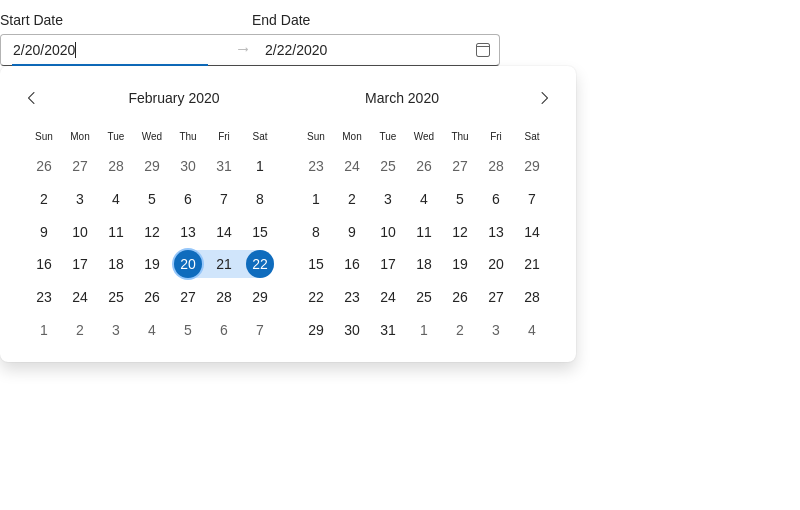 Start Date End Date
2/20/2020 → 2/22/2020
February 2020 March 2020
Sun Mon Tue Wed Thu Fri Sat Sun Mon Tue Wed Thu Fri Sat
26 27 28 29 30 31 1 23 24 25 26 27 28 29
2 3 4 5 6 7 8 1 2 3 4 5 6 7
9 10 11 12 13 14 15 8 9 10 11 12 13 14
16 17 18 19 20 21 22 15 16 17 18 19 20 21
23 24 25 26 27 28 29 22 23 24 25 26 27 28
1 2 3 4 5 6 7 29 30 31 1 2 3 4